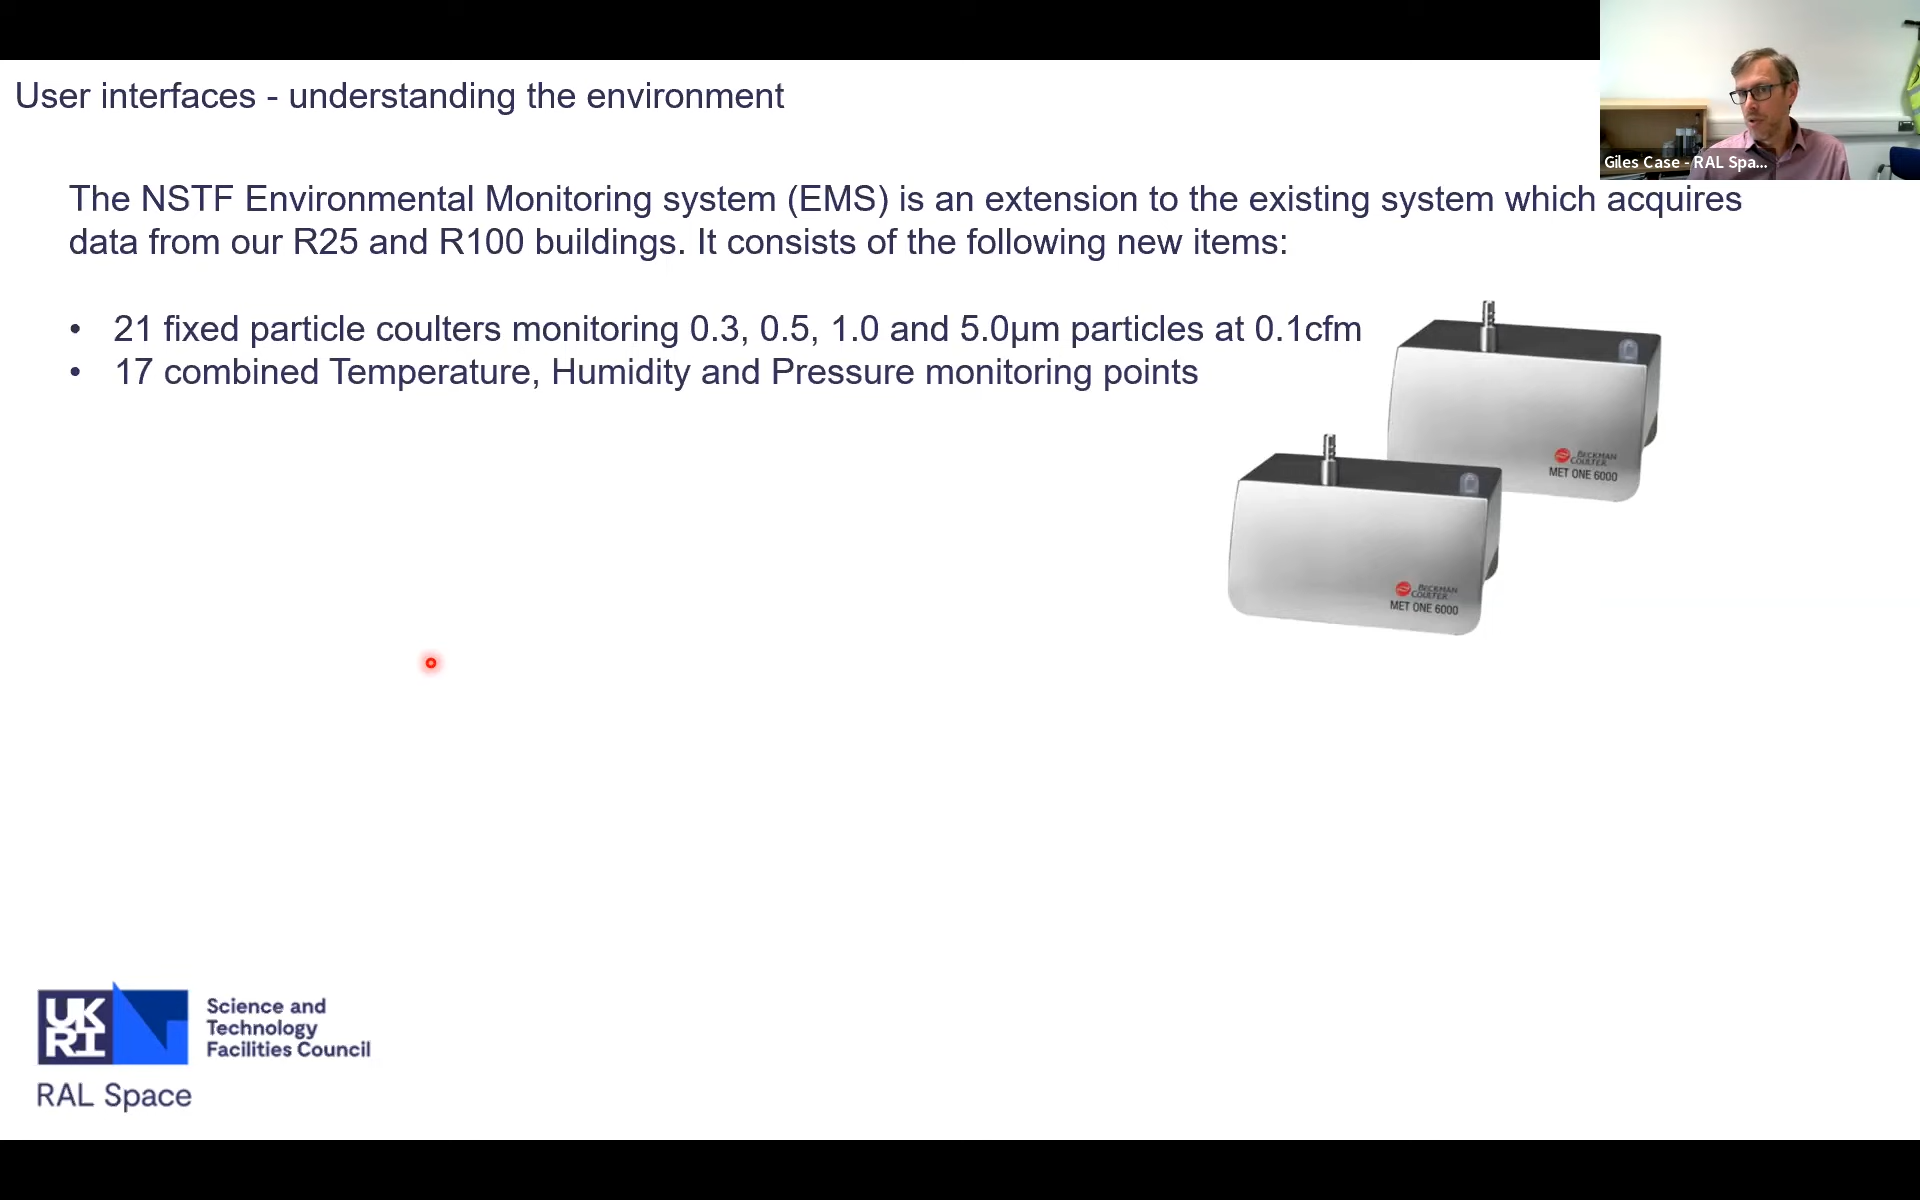 User interfaces - understanding the environment
Giles Case - RAL Spa...
The NSTF Environmental Monitoring system (EMS) is an extension to the existing system which acquires
data from our R25 and R100 buildings. It consists of the following new items:
• 21 fixed particle coulters monitoring 0.3, 0.5, 1.0 and 5.0μm particles at 0.1cfm
• 17 combined Temperature, Humidity and Pressure monitoring points
BECKMAN
COULTER
MET ONE 6000
BECKMAN
COULTER
MET ONE 6000
UK
RI
Science and
Technology
Facilities Council
RAL Space